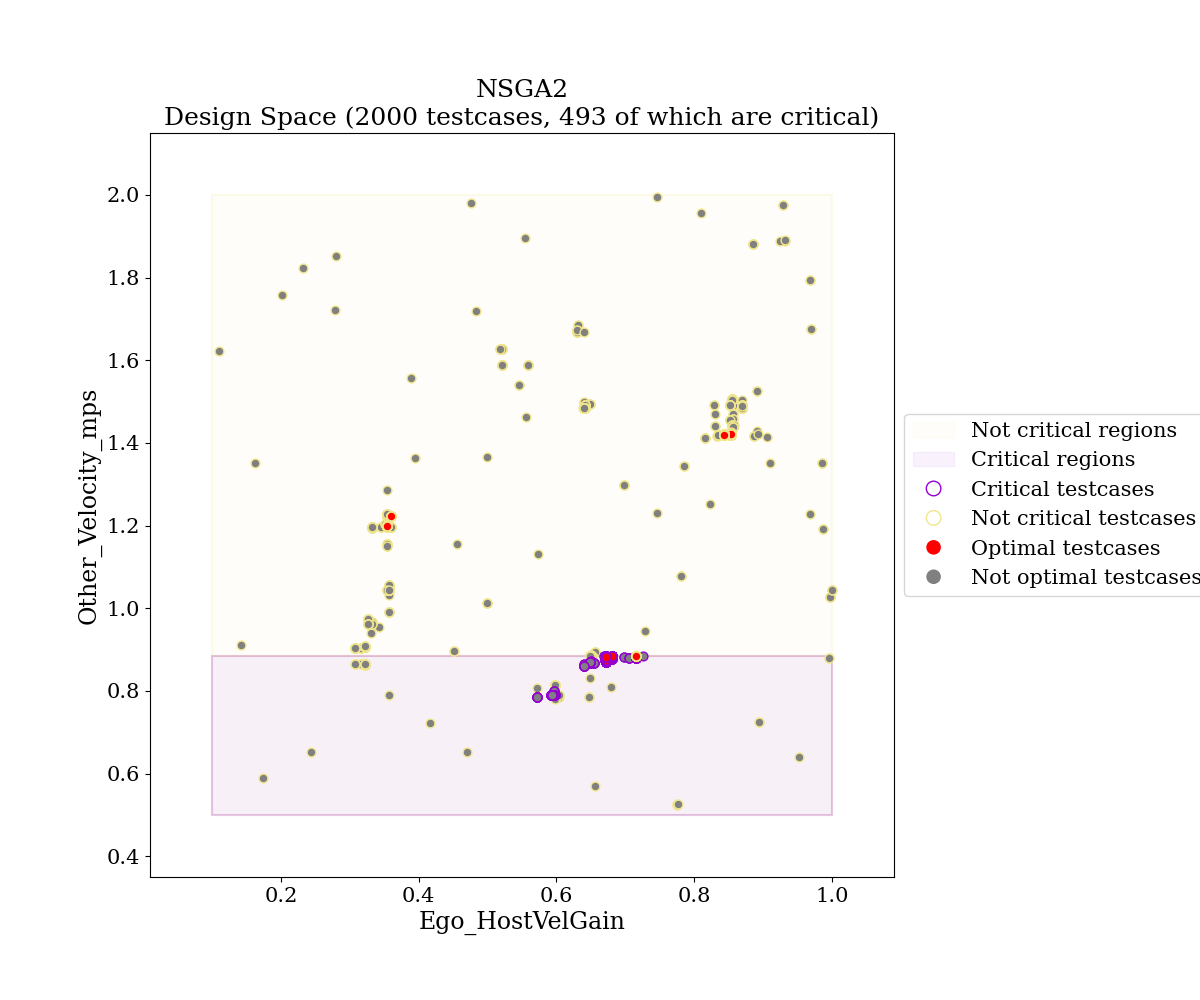 NSGA2
Design Space (2000 testcases, 493 of which are critical)
2.0
1.8
1.6
1.4
1.2
1.0
0.8
0.6
0.4
Other_Velocity_mps
0.2
0.4
0.6
0.8
1.0
Ego_HostVelGain
Not critical regions
Critical regions
Critical testcases
Not critical testcases
Optimal testcases
Not optimal testcases